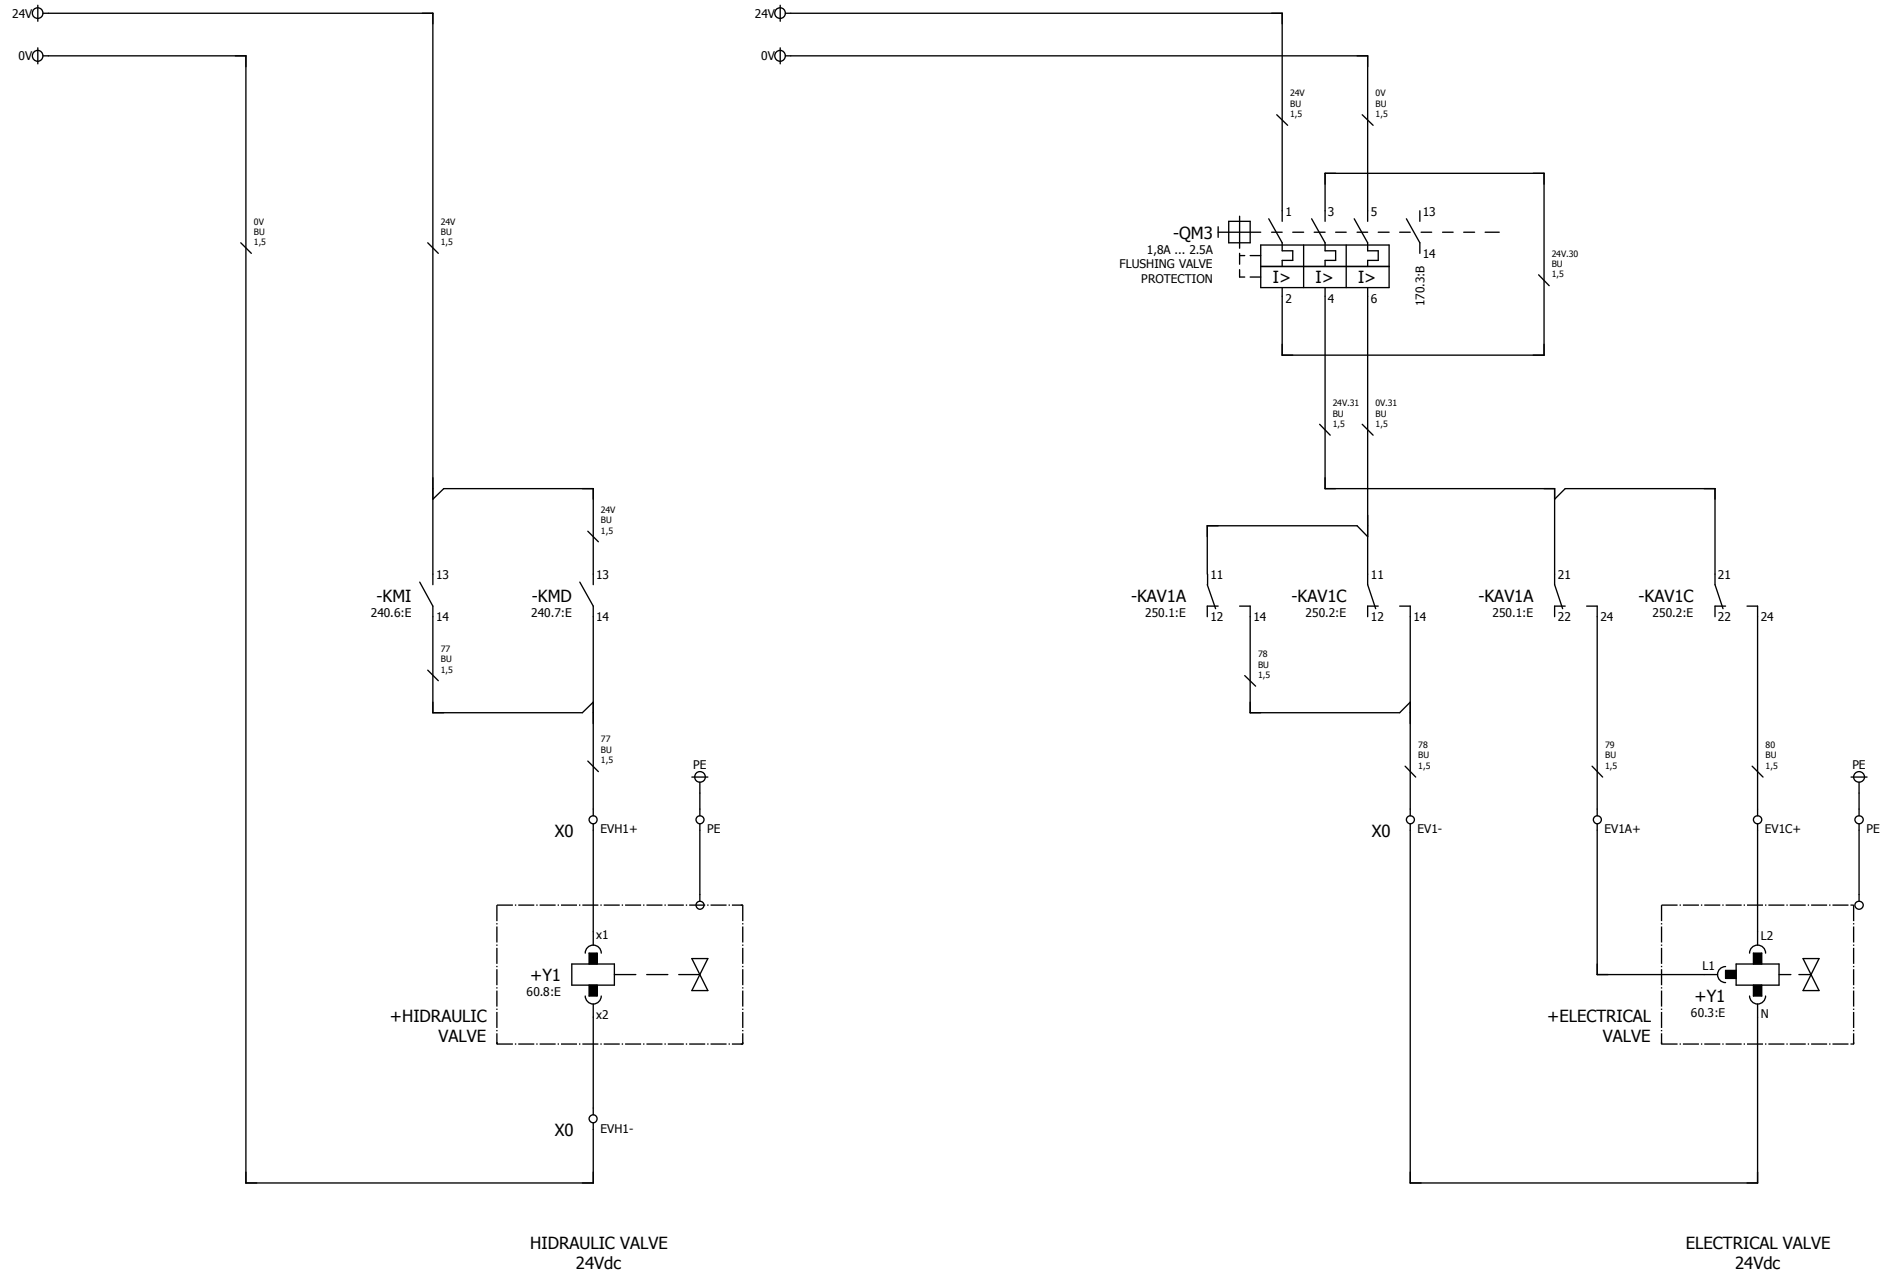 24V
0V
0V
BU
1,5
24V
BU
1,5
24V
BU
1,5
-KMI
240.6:E
13
14
-KMD
240.7:E
13
14
77
BU
1,5
77
BU
1,5
PE
X0
EVH1+
PE
x1
+Y1
60.8:E
+HIDRAULIC
VALVE
x2
X0
EVH1-
HIDRAULIC VALVE
24Vdc
24V
0V
24V
BU
1,5
0V
BU
1,5
-QM3
1,8A ... 2.5A
FLUSHING VALVE
PROTECTION
1
3
5
13
14
I>
I>
I>
2
4
6
170.3:B
24V.30
BU
1,5
24V.31
BU
1,5
0V.31
BU
1,5
-KAV1A
250.1:E
11
12
14
-KAV1C
250.2:E
11
12
14
-KAV1A
250.1:E
21
22
24
-KAV1C
250.2:E
21
22
24
78
BU
1,5
78
BU
1,5
79
BU
1,5
80
BU
1,5
PE
X0
EV1-
EV1A+
EV1C+
PE
L2
L1
+Y1
60.3:E
N
+ELECTRICAL
VALVE
ELECTRICAL VALVE
24Vdc